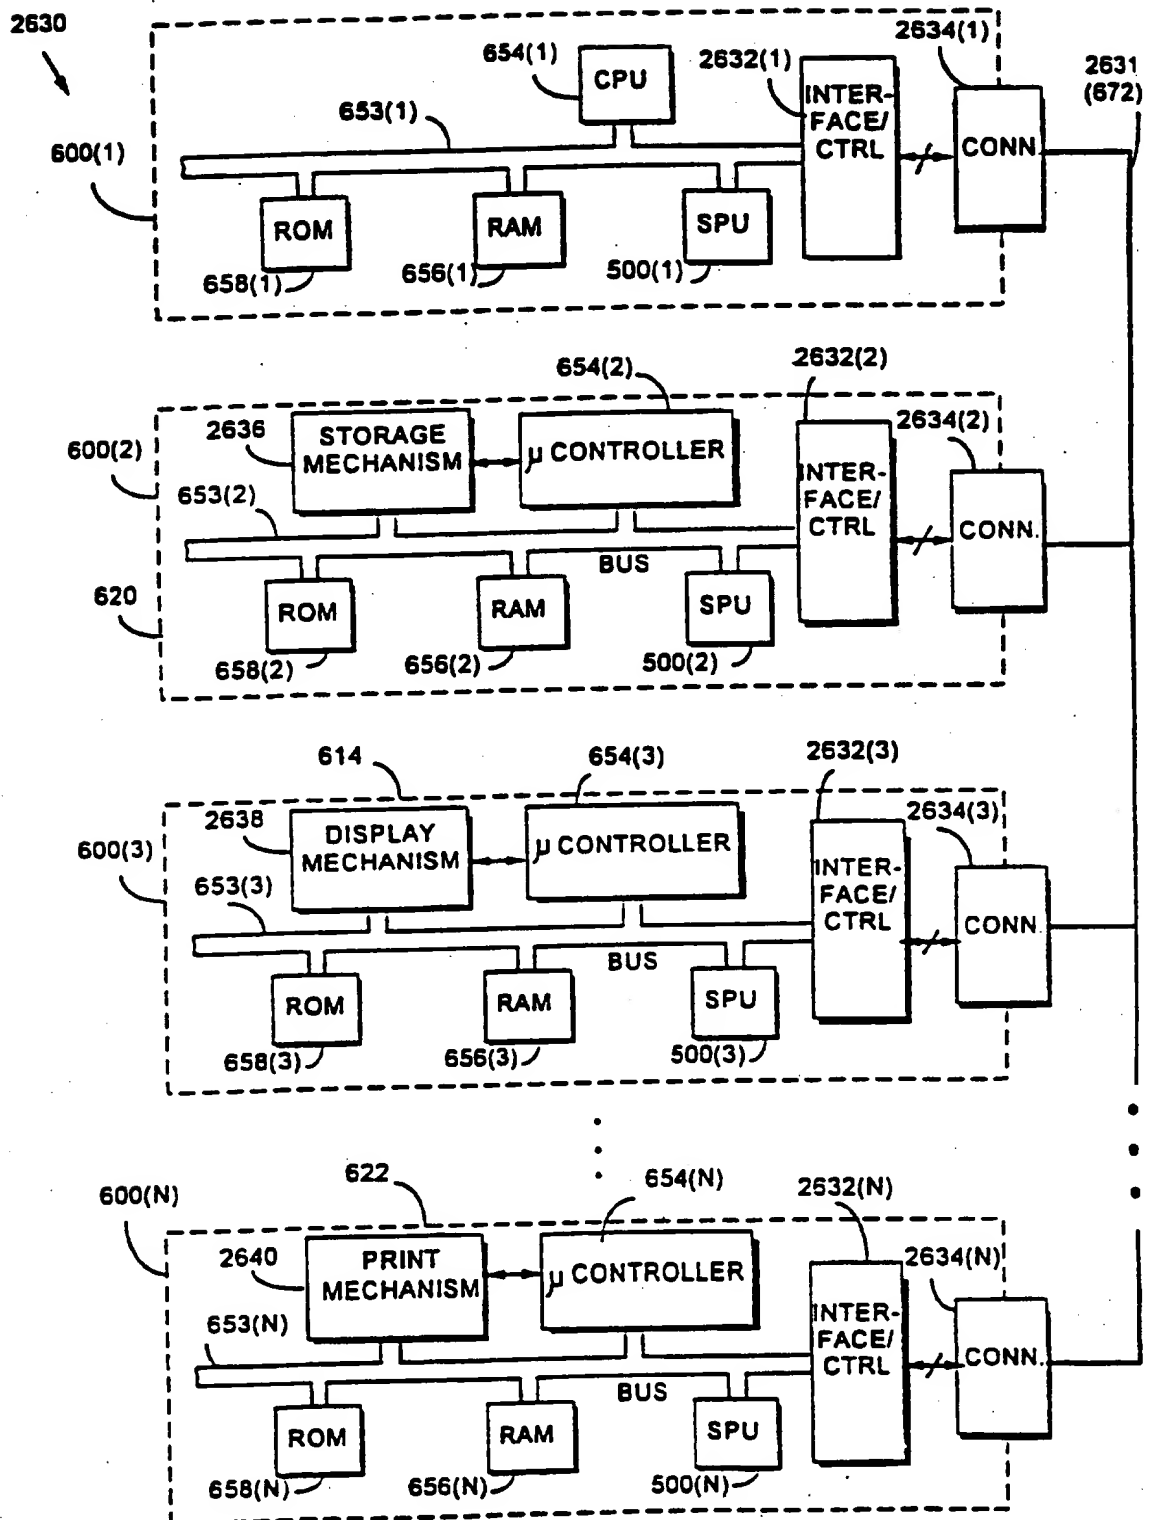 2630
654(1)
2632(1)
2634(1)
2631
(672)
CPU
INTER-
FACE/
CTRL
653(1)
600(1)
CONN.
ROM
RAM
SPU
658(1)
656(1)
500(1)
654(2)
2632(2)
2634(2)
600(2)
2636
STORAGE
MECHANISM
µ CONTROLLER
INTER-
FACE/
CTRL
653(2)
CONN.
BUS
620
ROM
RAM
SPU
658(2)
656(2)
500(2)
614
654(3)
2632(3)
2634(3)
2638
600(3)
DISPLAY
MECHANISM
µ CONTROLLER
INTER-
FACE/
CTRL
653(3)
CONN.
BUS
ROM
RAM
SPU
658(3)
656(3)
500(3)
622
654(N)
2632(N)
600(N)
2634(N)
2640
PRINT
MECHANISM
µ CONTROLLER
INTER-
FACE/
CTRL
653(N)
CONN.
BUS
ROM
RAM
SPU
658(N)
656(N)
500(N)